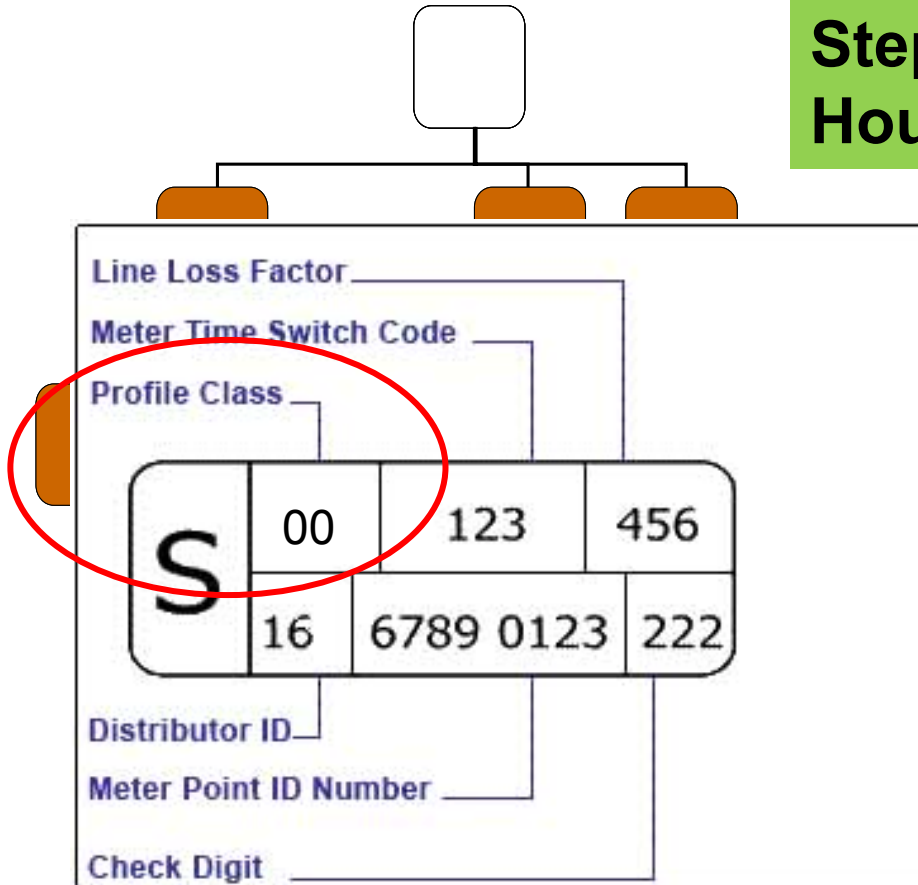 Line Loss Factor
Meter Time Switch Code
Profile Class
S
00 123 456
16 6789 0123 222
Distributor ID
Meter Point ID Number
Check Digit